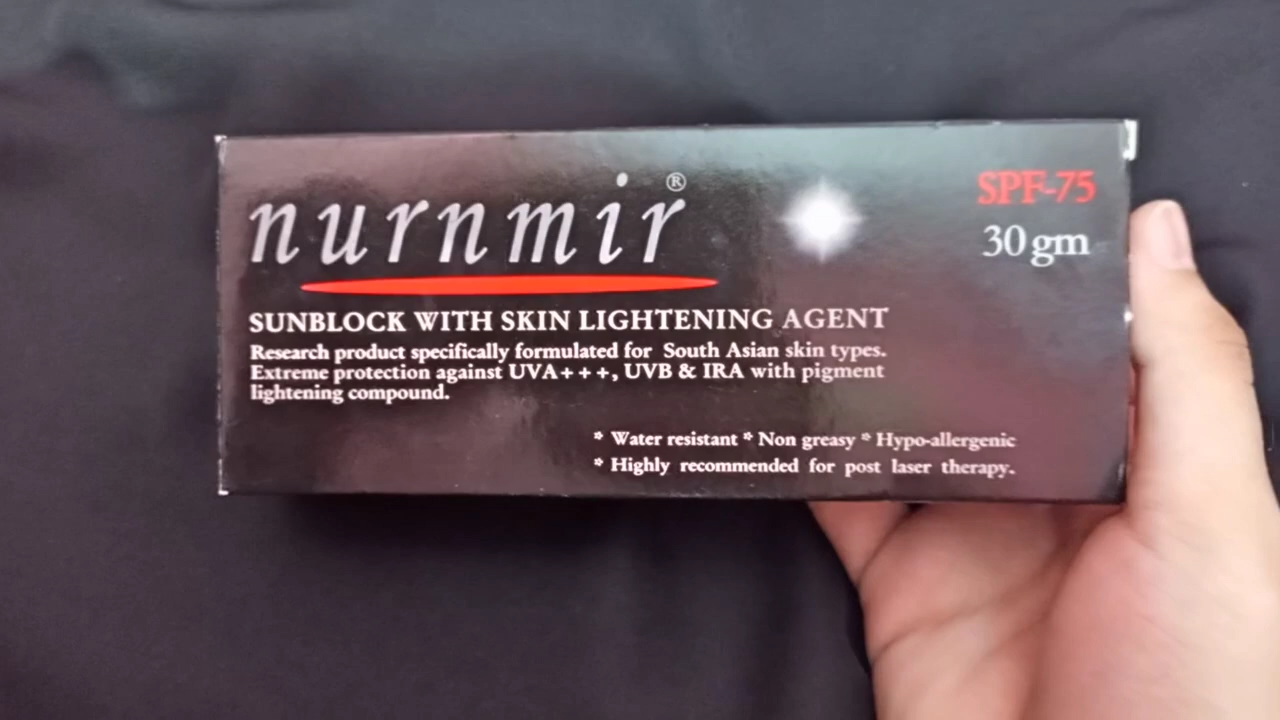 nurnmir®
SPF-75
30 gm
SUNBLOCK WITH SKIN LIGHTENING AGENT
Research product specifically formulated for South Asian skin types.
Extreme protection against UVA+++, UVB & IRA with pigment
lightening compound.
* Water resistant * Non greasy * Hypo-allergenic
* Highly recommended for post laser therapy.